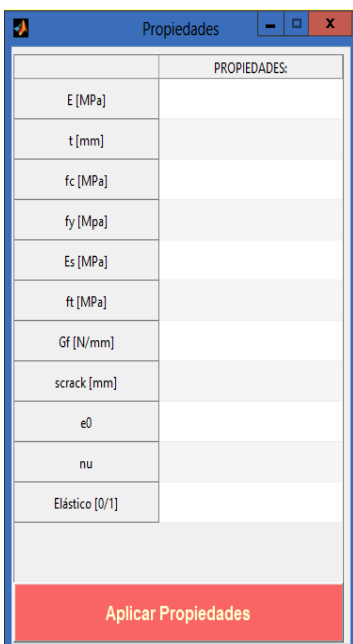 Propiedades
PROPIEDADES:
E [MPa]
t [mm]
fc [MPa]
fy [Mpa]
Es [MPa]
ft [MPa]
Gf [N/mm]
scrack [mm]
e0
nu
Elástico [0/1]
Aplicar Propiedades